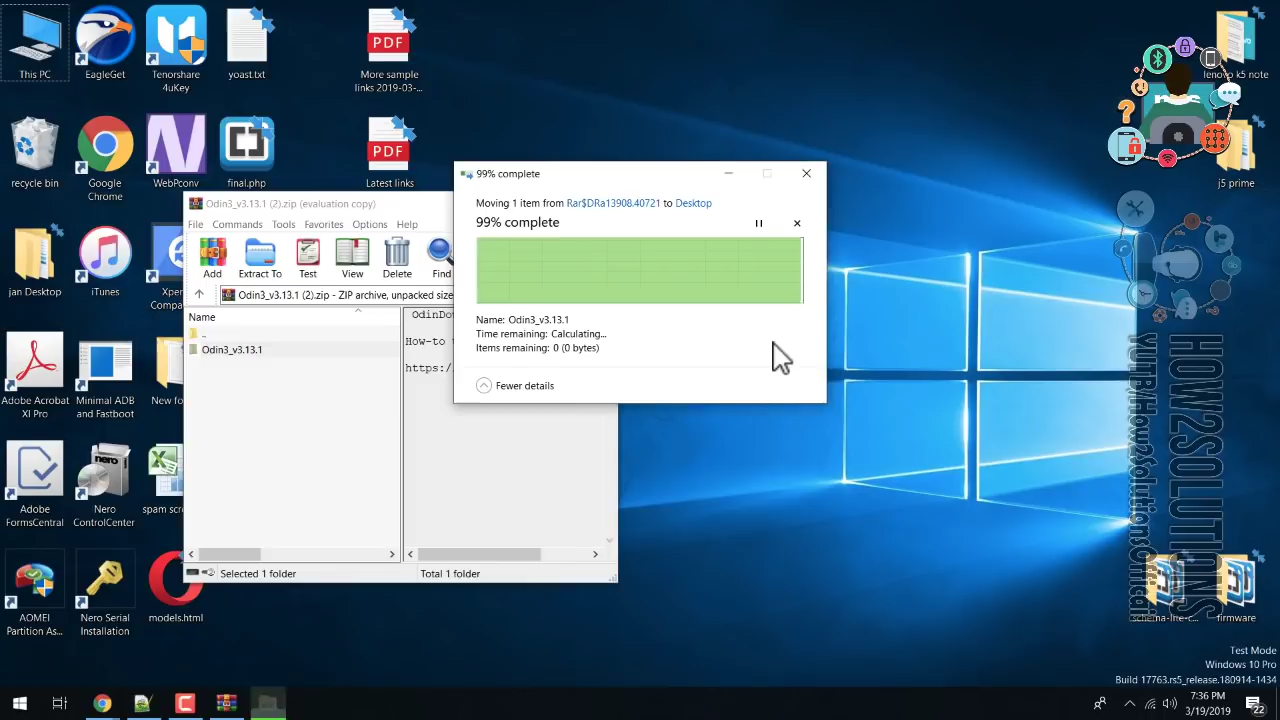 This PC
EagleGet
Tenorshare
4uKey
yoast.txt
PDF
More sample
links 2019-03-...
recycle bin
Google
Chrome
WebPconv
final.php
PDF
Latest links
jan Desktop
iTunes
Adobe Acrobat
XI Pro
Minimal ADB
and Fastboot
Adobe
FormsCentral
nero
Nero
ControlCenter
AOMEI
Partition As...
Nero Serial
Installation
models.html
Odin3_v3.13.1 (2).zip (evaluation copy)
File
Commands
Tools
Favorites
Options
Help
Add
Extract To
Test
View
Delete
Find
Odin3_v3.13.1 (2).zip - ZIP archive, unpacked size
Name
..
Odin3_v3.13.1
How-to
Selected 1 folder
Total 1 folder
99% complete
Moving 1 item from Rar$DRa13908.40721 to Desktop
99% complete
Name: Odin3_v3.13.1
Time remaining: Calculating...
Items remaining: 0 (0 bytes)
Fewer details
lenovo k5 note
j5 prime
HOW2SOLUTIONS
firmware
Test Mode
Windows 10 Pro
Build 17763.rs5_release.180914-1434
7:36 PM
3/19/2019
22